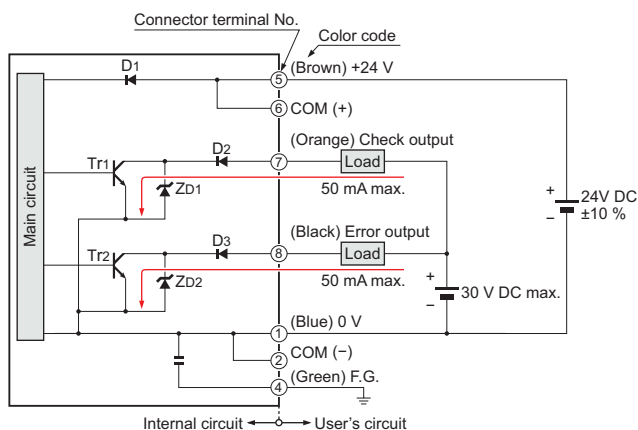 Connector terminal No.
Color code
D1
5
(Brown) +24 V
6
COM (+)
D2
(Orange) Check output
7
Load
Tr1
ZD1
50 mA max.
Main circuit
+
24V DC
−
±10 %
D3
(Black) Error output
8
Load
Tr2
ZD2
50 mA max.
+
30 V DC max.
−
1
(Blue) 0 V
2
COM (−)
(Green) F.G.
4
Internal circuit
User's circuit